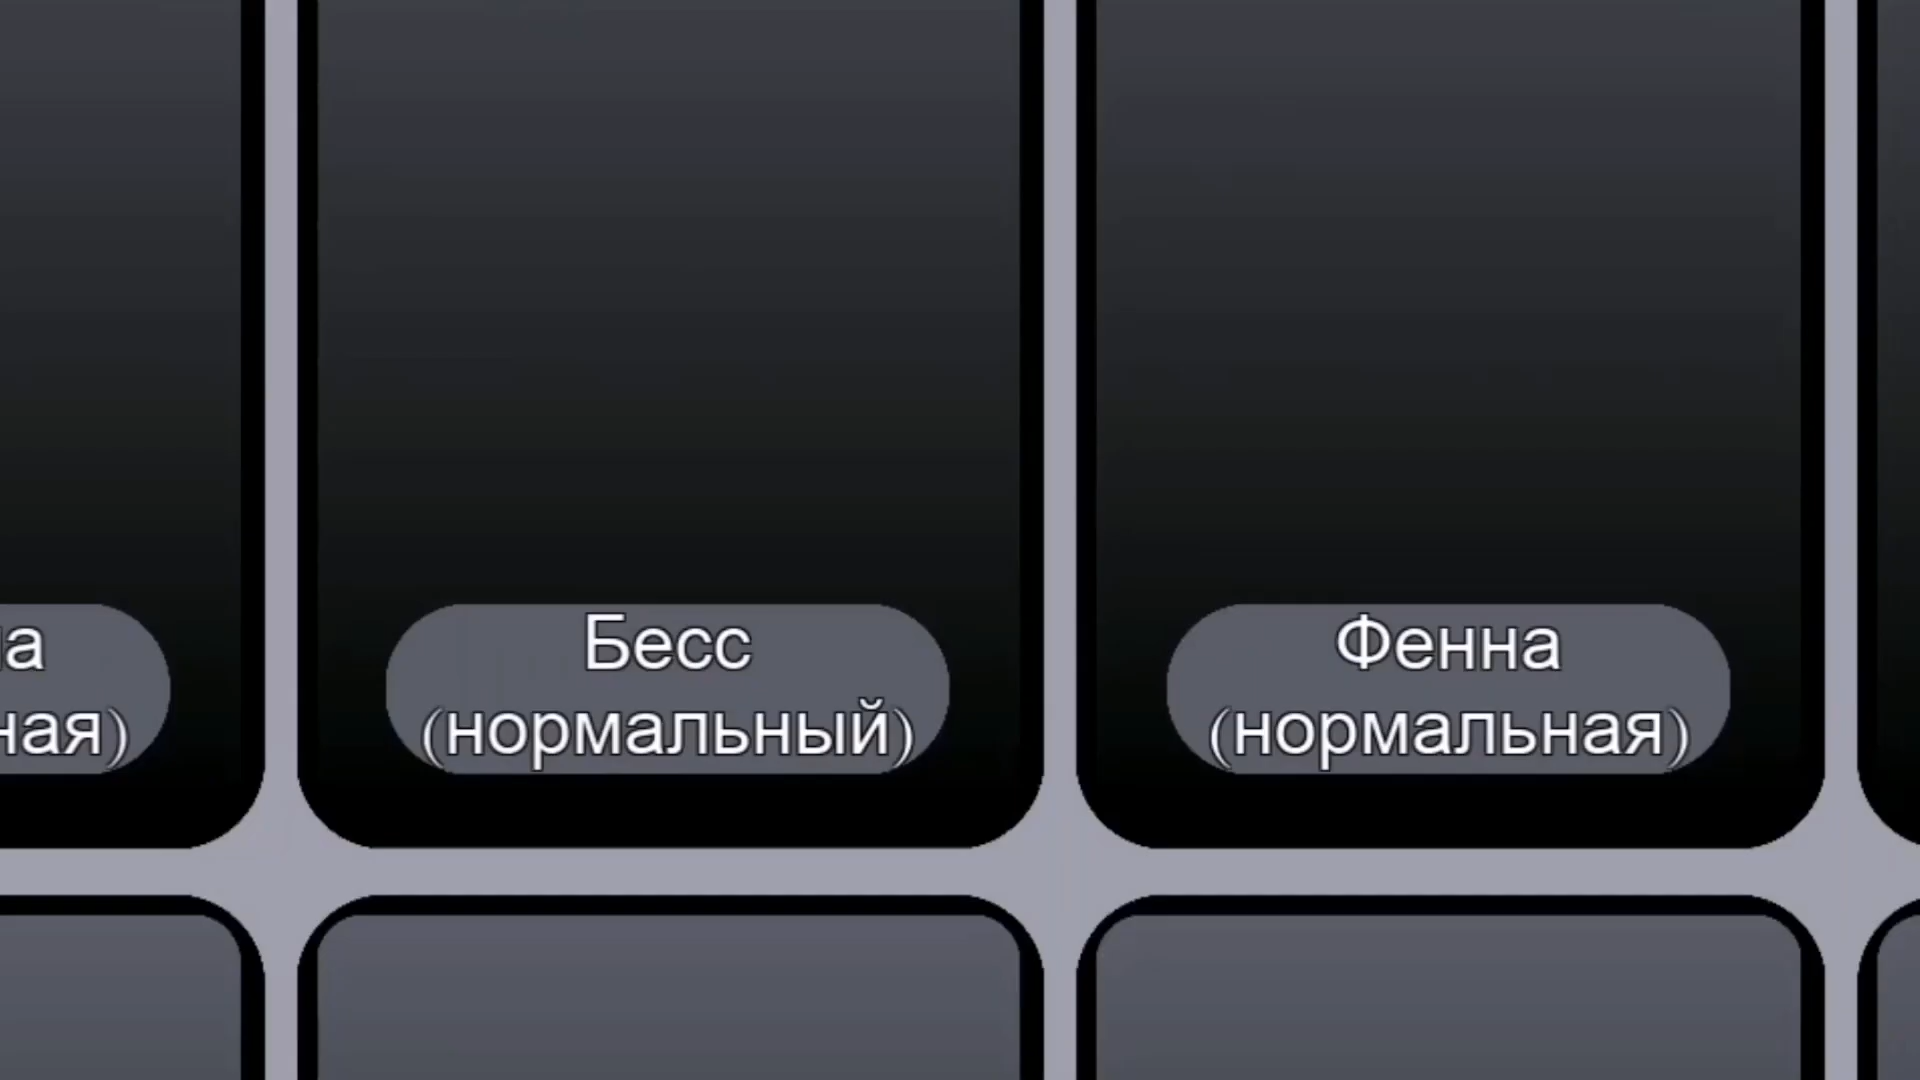 Бесс
(нормальный)
Фенна
(нормальная)